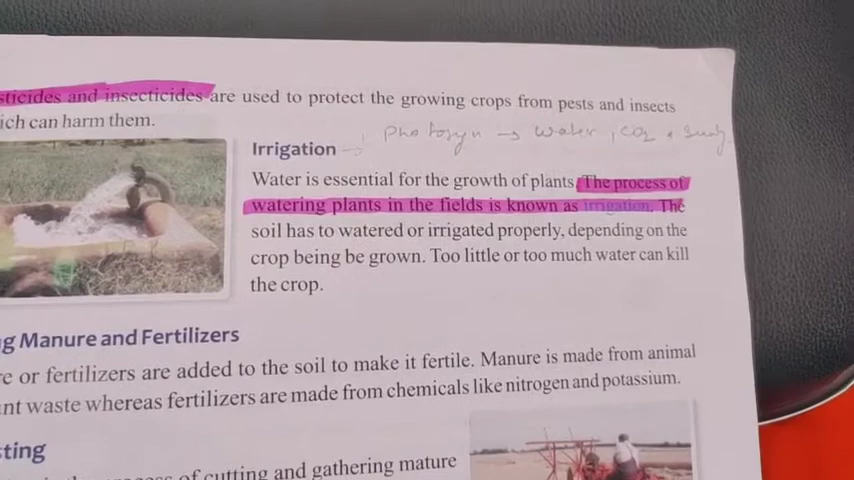 sticides and insecticides are used to protect the growing crops from pests and insects
ich can harm them.
Photosyn → water, CO2 +
Irrigation
Water is essential for the growth of plants. The process of
watering plants in the fields is known as irrigation. The
soil has to watered or irrigated properly, depending on the
crop being be grown. Too little or too much water can kill
the crop.
g Manure and Fertilizers
re or fertilizers are added to the soil to make it fertile. Manure is made from animal
nt waste whereas fertilizers are made from chemicals like nitrogen and potassium.
sting
of cutting and gathering mature